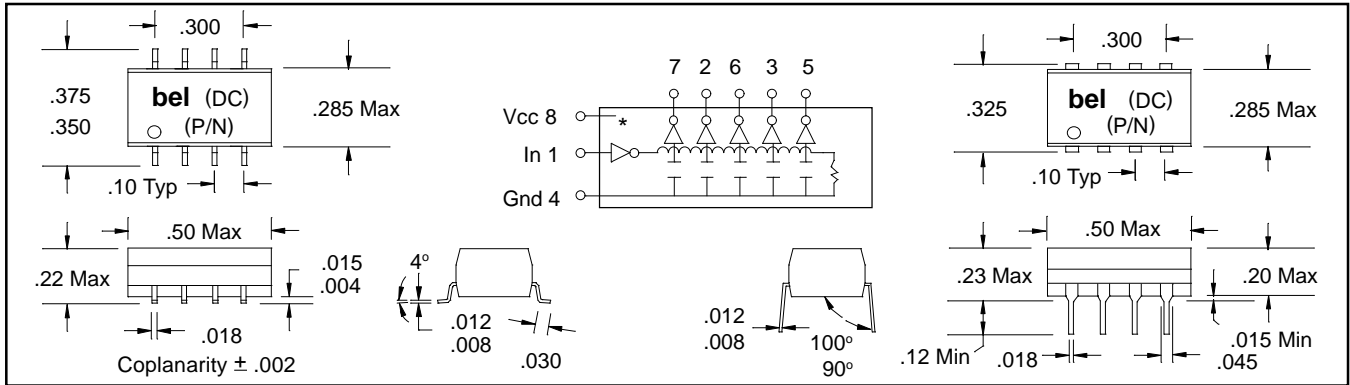 .300
.375
.350
bel (DC)
(P/N)
.285 Max
.10 Typ
7 2 6 3 5
Vcc 8
*
In 1
Gnd 4
.300
.325
bel (DC)
(P/N)
.285 Max
.10 Typ
.50 Max
.22 Max
.015
.004
.018
Coplanarity ± .002
4°
.012
.008
.030
.012
.008
100°
90°
.50 Max
.23 Max
.20 Max
.12 Min
.018
.015 Min
.045